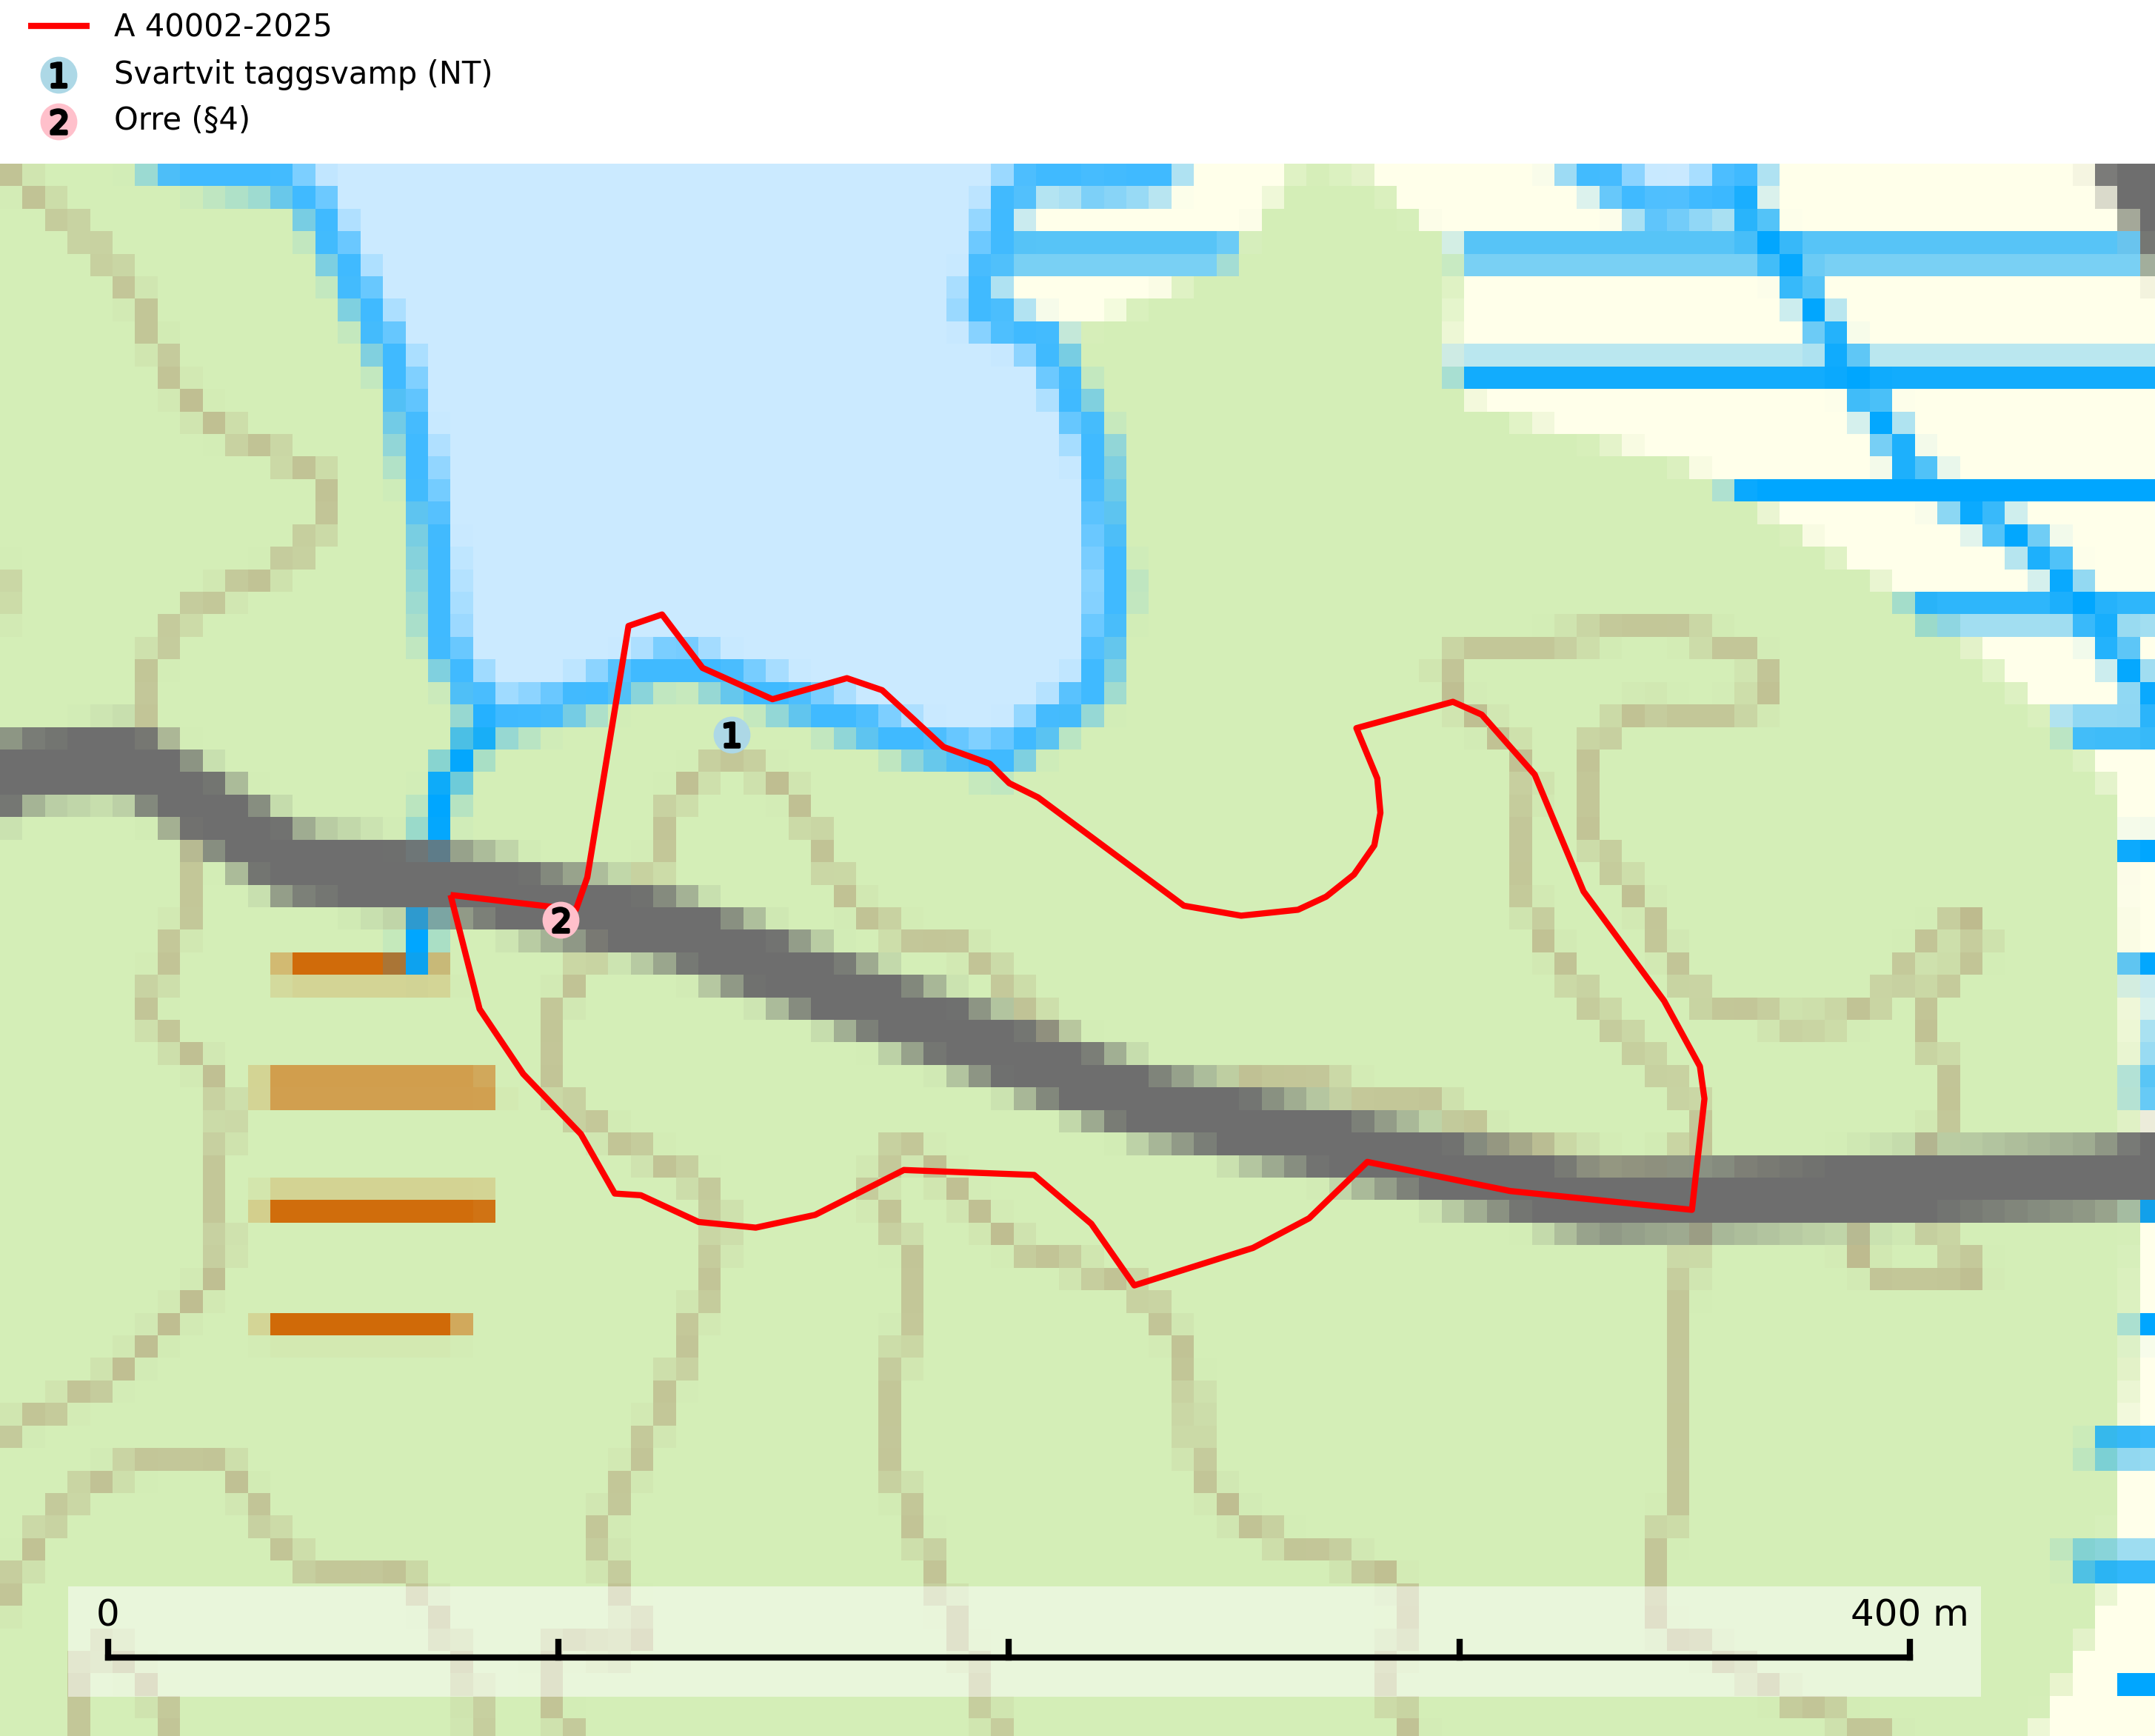 A 40002-2025
1 Svartvit taggsvamp (NT)
2 Orre (§4)
1
2
0 400 m